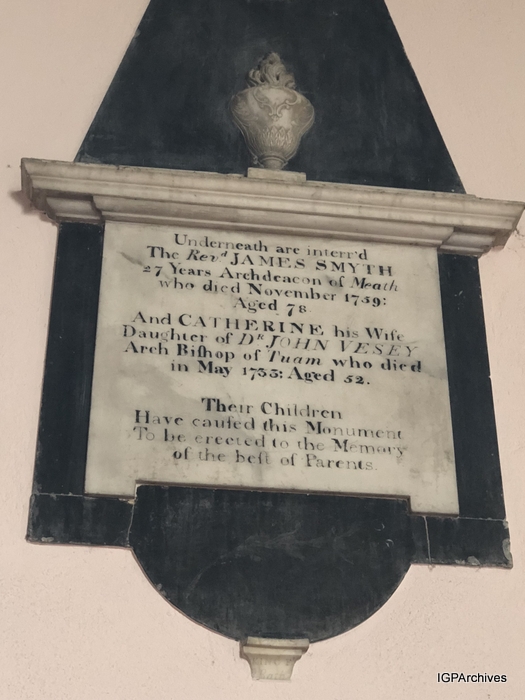 Underneath are interr'd
The Revd JAMES SMYTH
27 Years Archdeacon of Meath
who died November 1759:
Aged 78
And CATHERINE his Wife
Daughter of DR JOHN VESEY
Arch Biſhop of Tuam who died
in May 1733: Aged 52.
Their Children
Have cauſed this Monument
To be erected to the Memory
of the beſt of Parents.
IGPArchives